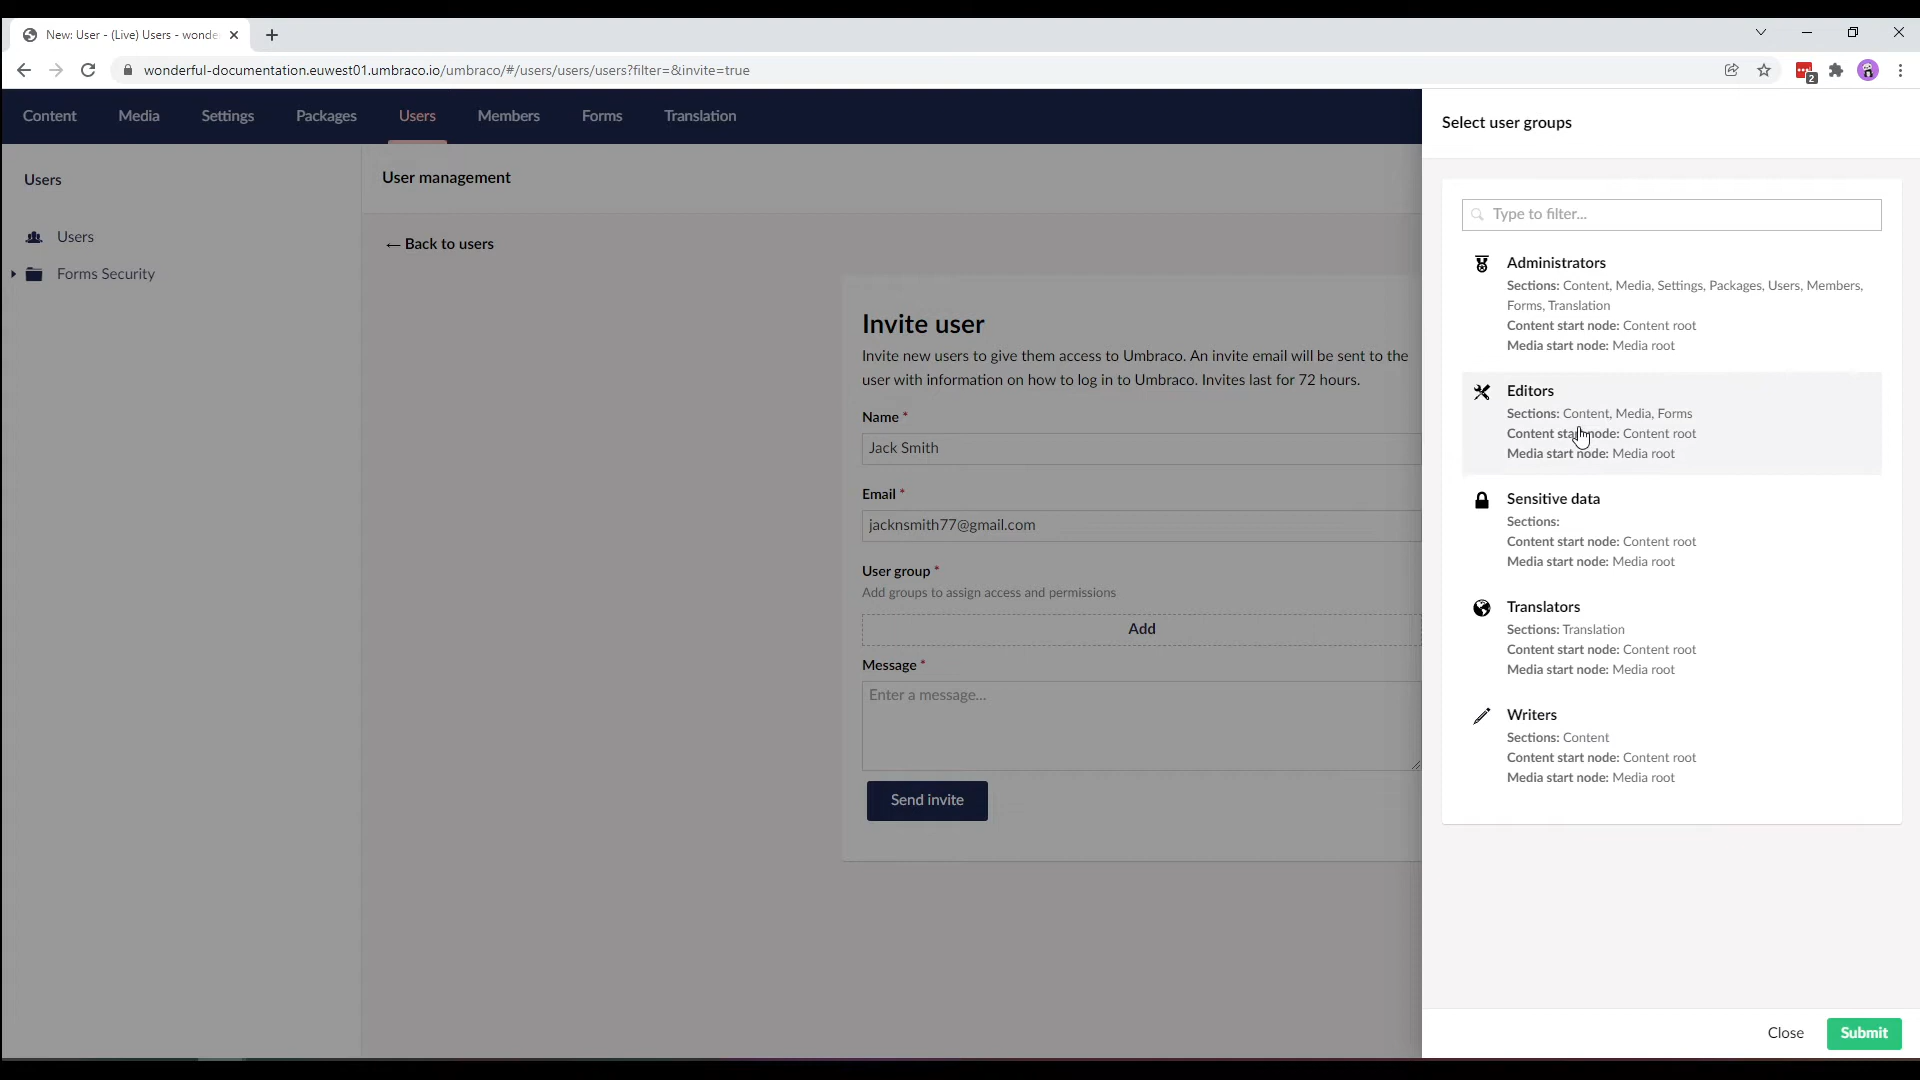 New: User - (Live) Users - wonde
wonderful-documentation.euwest01.umbraco.io/umbraco/#/users/users/users?filter=&invite=true
2
Content
Media
Settings
Packages
Users
Members
Forms
Translation
Select user groups
Users
User management
Type to filter...
Users
← Back to users
Forms Security
Administrators
Sections: Content, Media, Settings, Packages, Users, Members,
Forms, Translation
Content start node: Content root
Media start node: Media root
Invite user
Invite new users to give them access to Umbraco. An invite email will be sent to the
user with information on how to log in to Umbraco. Invites last for 72 hours.
Name *
Jack Smith
Email *
jacknsmith77@gmail.com
User group *
Add groups to assign access and permissions
Add
Message *
Enter a message...
Send invite
Editors
Sections: Content, Media, Forms
Content start node: Content root
Media start node: Media root
Sensitive data
Sections:
Content start node: Content root
Media start node: Media root
Translators
Sections: Translation
Content start node: Content root
Media start node: Media root
Writers
Sections: Content
Content start node: Content root
Media start node: Media root
Close
Submit